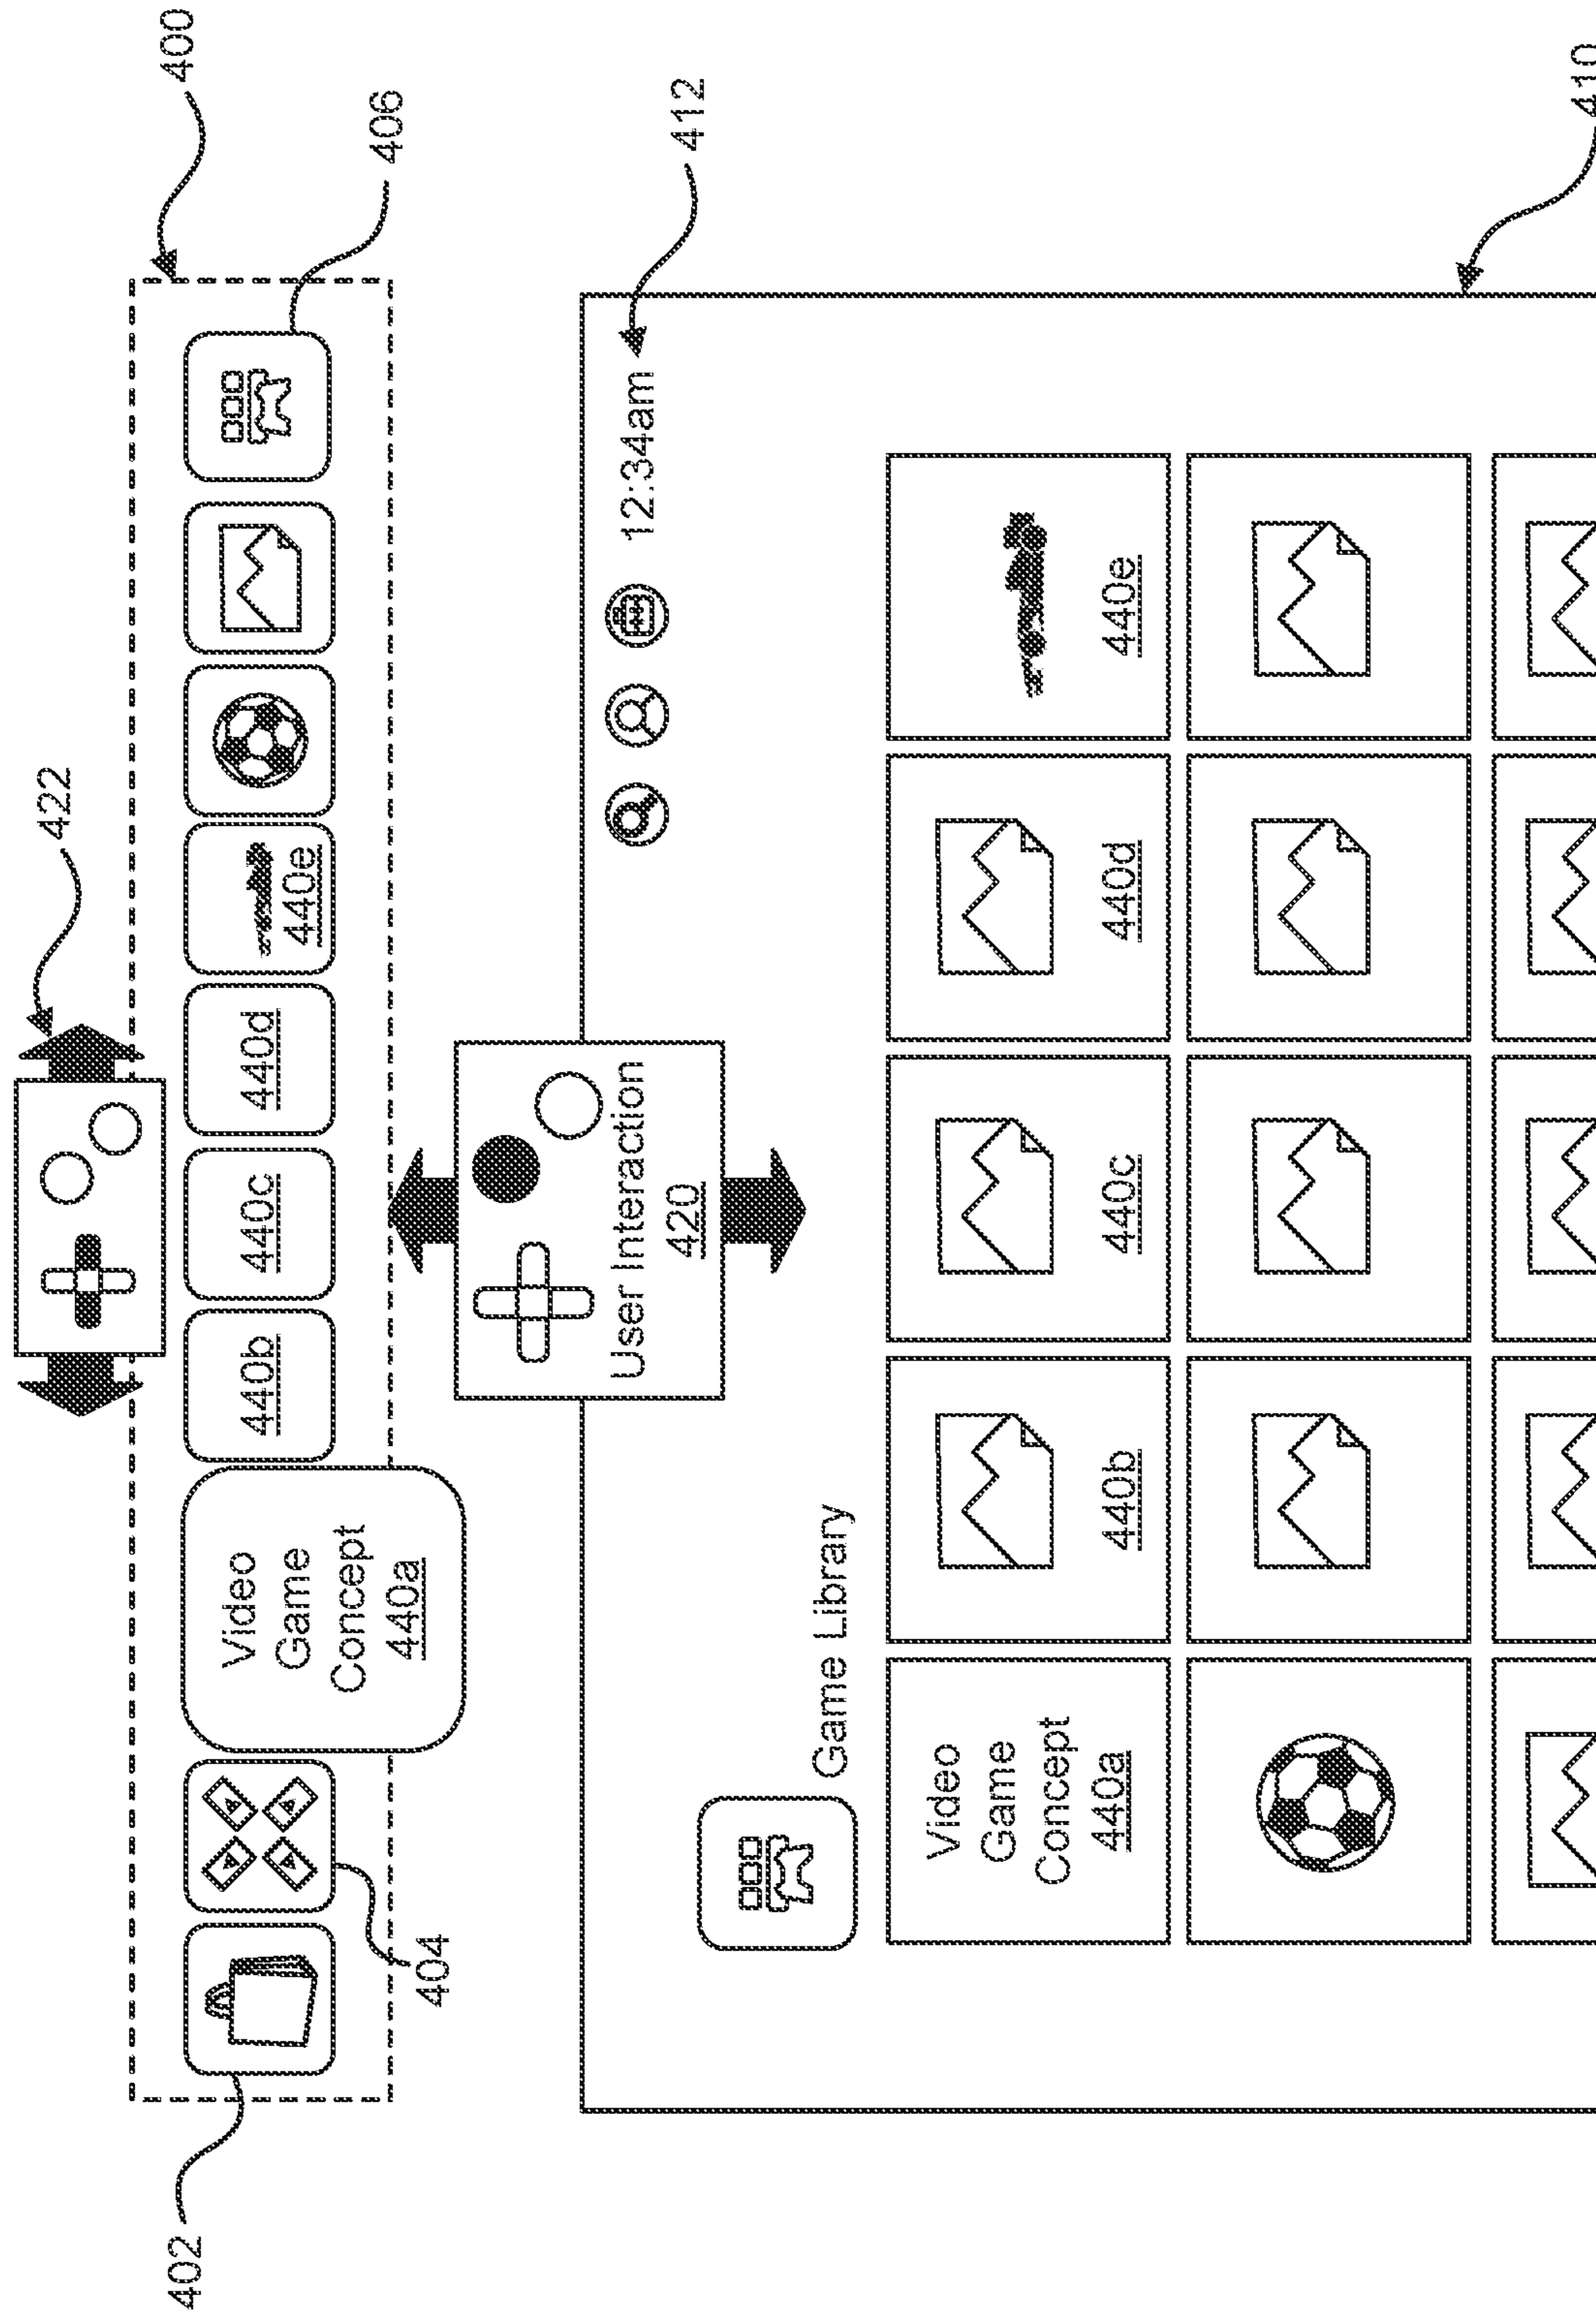 422
400
402
404
Video
Game
Concept
440a
440b
440c
440d
440e
406
User Interaction
420
12:34am
412
Game Library
Video
Game
Concept
440a
440b
440c
440d
440e
410